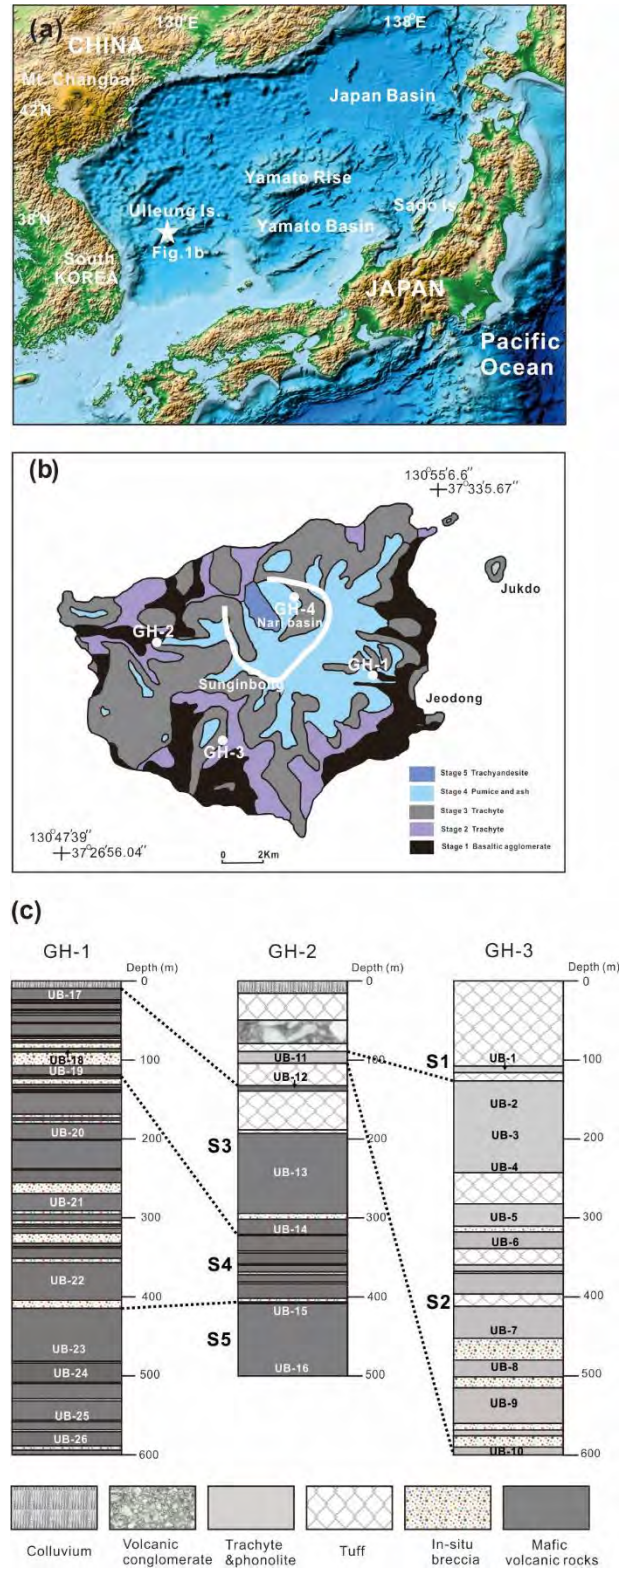 (a)
130°E
138°E
CHINA
Mt. Changbai
42N
Japan Basin
Yamato Rise
Ulleung Is.
Sado Is.
38°N
Yamato Basin
Fig.1b
South
KOREA
JAPAN
Pacific
Ocean
(b)
130°55′6.6″
37°335.67″
Jukdo
GH-4
Nari basin
GH-2
GH-1
Sunginbong
Jeodong
GH-3
Stage 5 Trachyandesite
Stage 4 Pumice and ash
Stage 3 Trachyte
Stage 2 Trachyte
Stage 1 Basaltic agglomerate
130°47′39″
37°26′56.04″
0 2Km
(c)
GH-1 GH-2 GH-3
Depth (m) Depth (m) Depth (m)
0 0 0
UB-17
UB-18
UB-19
UB-20
UB-21
UB-22
UB-23
UB-24
UB-25
UB-26
100
200
300
400
500
600
UB-11
UB-12
UB-13
UB-14
UB-15
UB-16
100
200
300
400
500
S3
S4
S5
S1
S2
UB-1
UB-2
UB-3
UB-4
UB-5
UB-6
UB-7
UB-8
UB-9
UB-10
100
200
300
400
500
600
Colluvium
Volcanic
conglomerate
Trachyte
&phonolite
Tuff
In-situ
breccia
Mafic
volcanic rocks